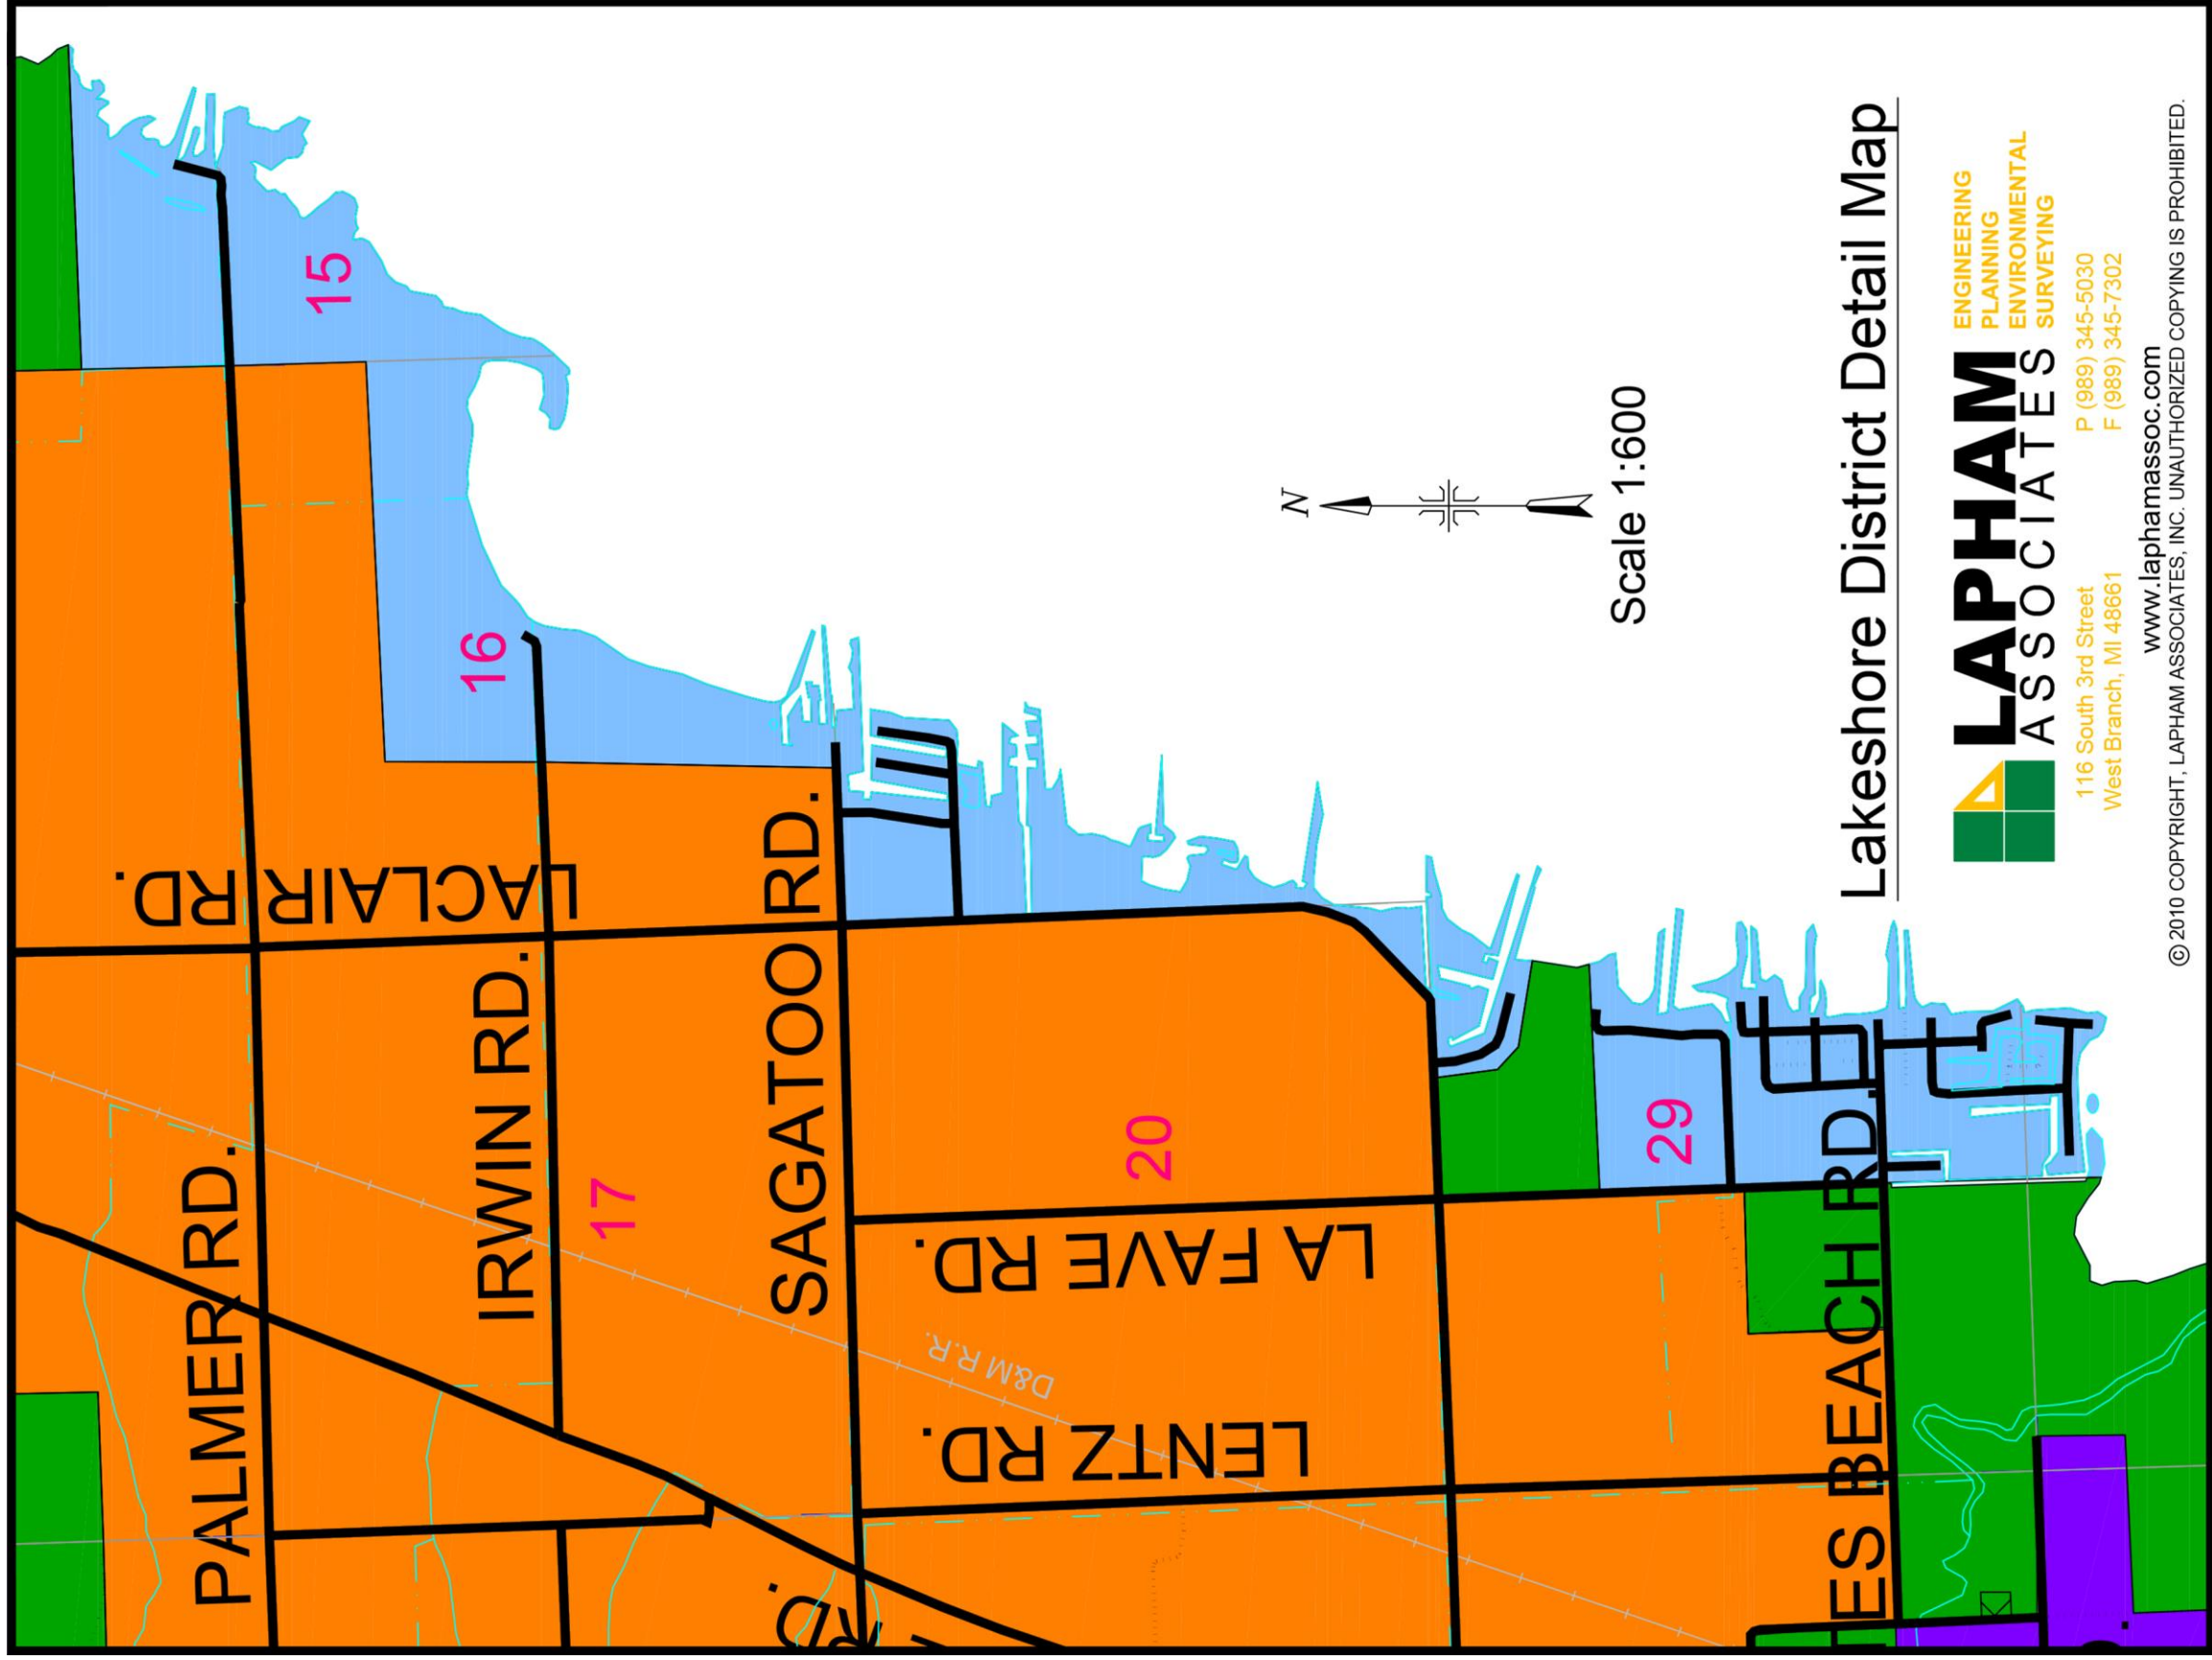 PALMER RD.
IRWIN RD.
SAGATOO RD.
LACLAIR RD.
LA FAVE RD.
LENTZ RD.
D&M R.R.
BEACH RD.
15
16
17
20
29
N
Scale 1:600
Lakeshore District Detail Map
LAPHAM
ASSOCIATES
ENGINEERING
PLANNING
ENVIRONMENTAL
SURVEYING
116 South 3rd Street
West Branch, MI 48661
P (989) 345-5030
F (989) 345-7302
www.laphamassoc.com
© 2010 COPYRIGHT, LAPHAM ASSOCIATES, INC. UNAUTHORIZED COPYING IS PROHIBITED.